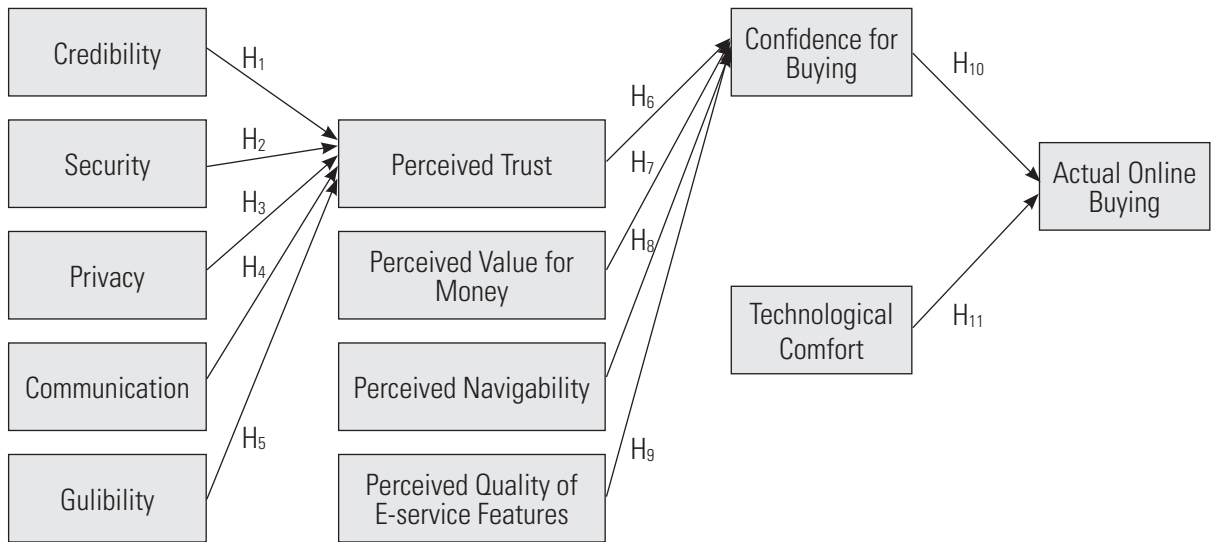 Credibility
Security
Privacy
Communication
Gulibility
H₁
H₂
H₃
H₄
H₅
Perceived Trust
Perceived Value for
Money
Perceived Navigability
Perceived Quality of
E-service Features
H₆
H₇
H₈
H₉
Confidence for
Buying
Technological
Comfort
H₁₀
H₁₁
Actual Online
Buying